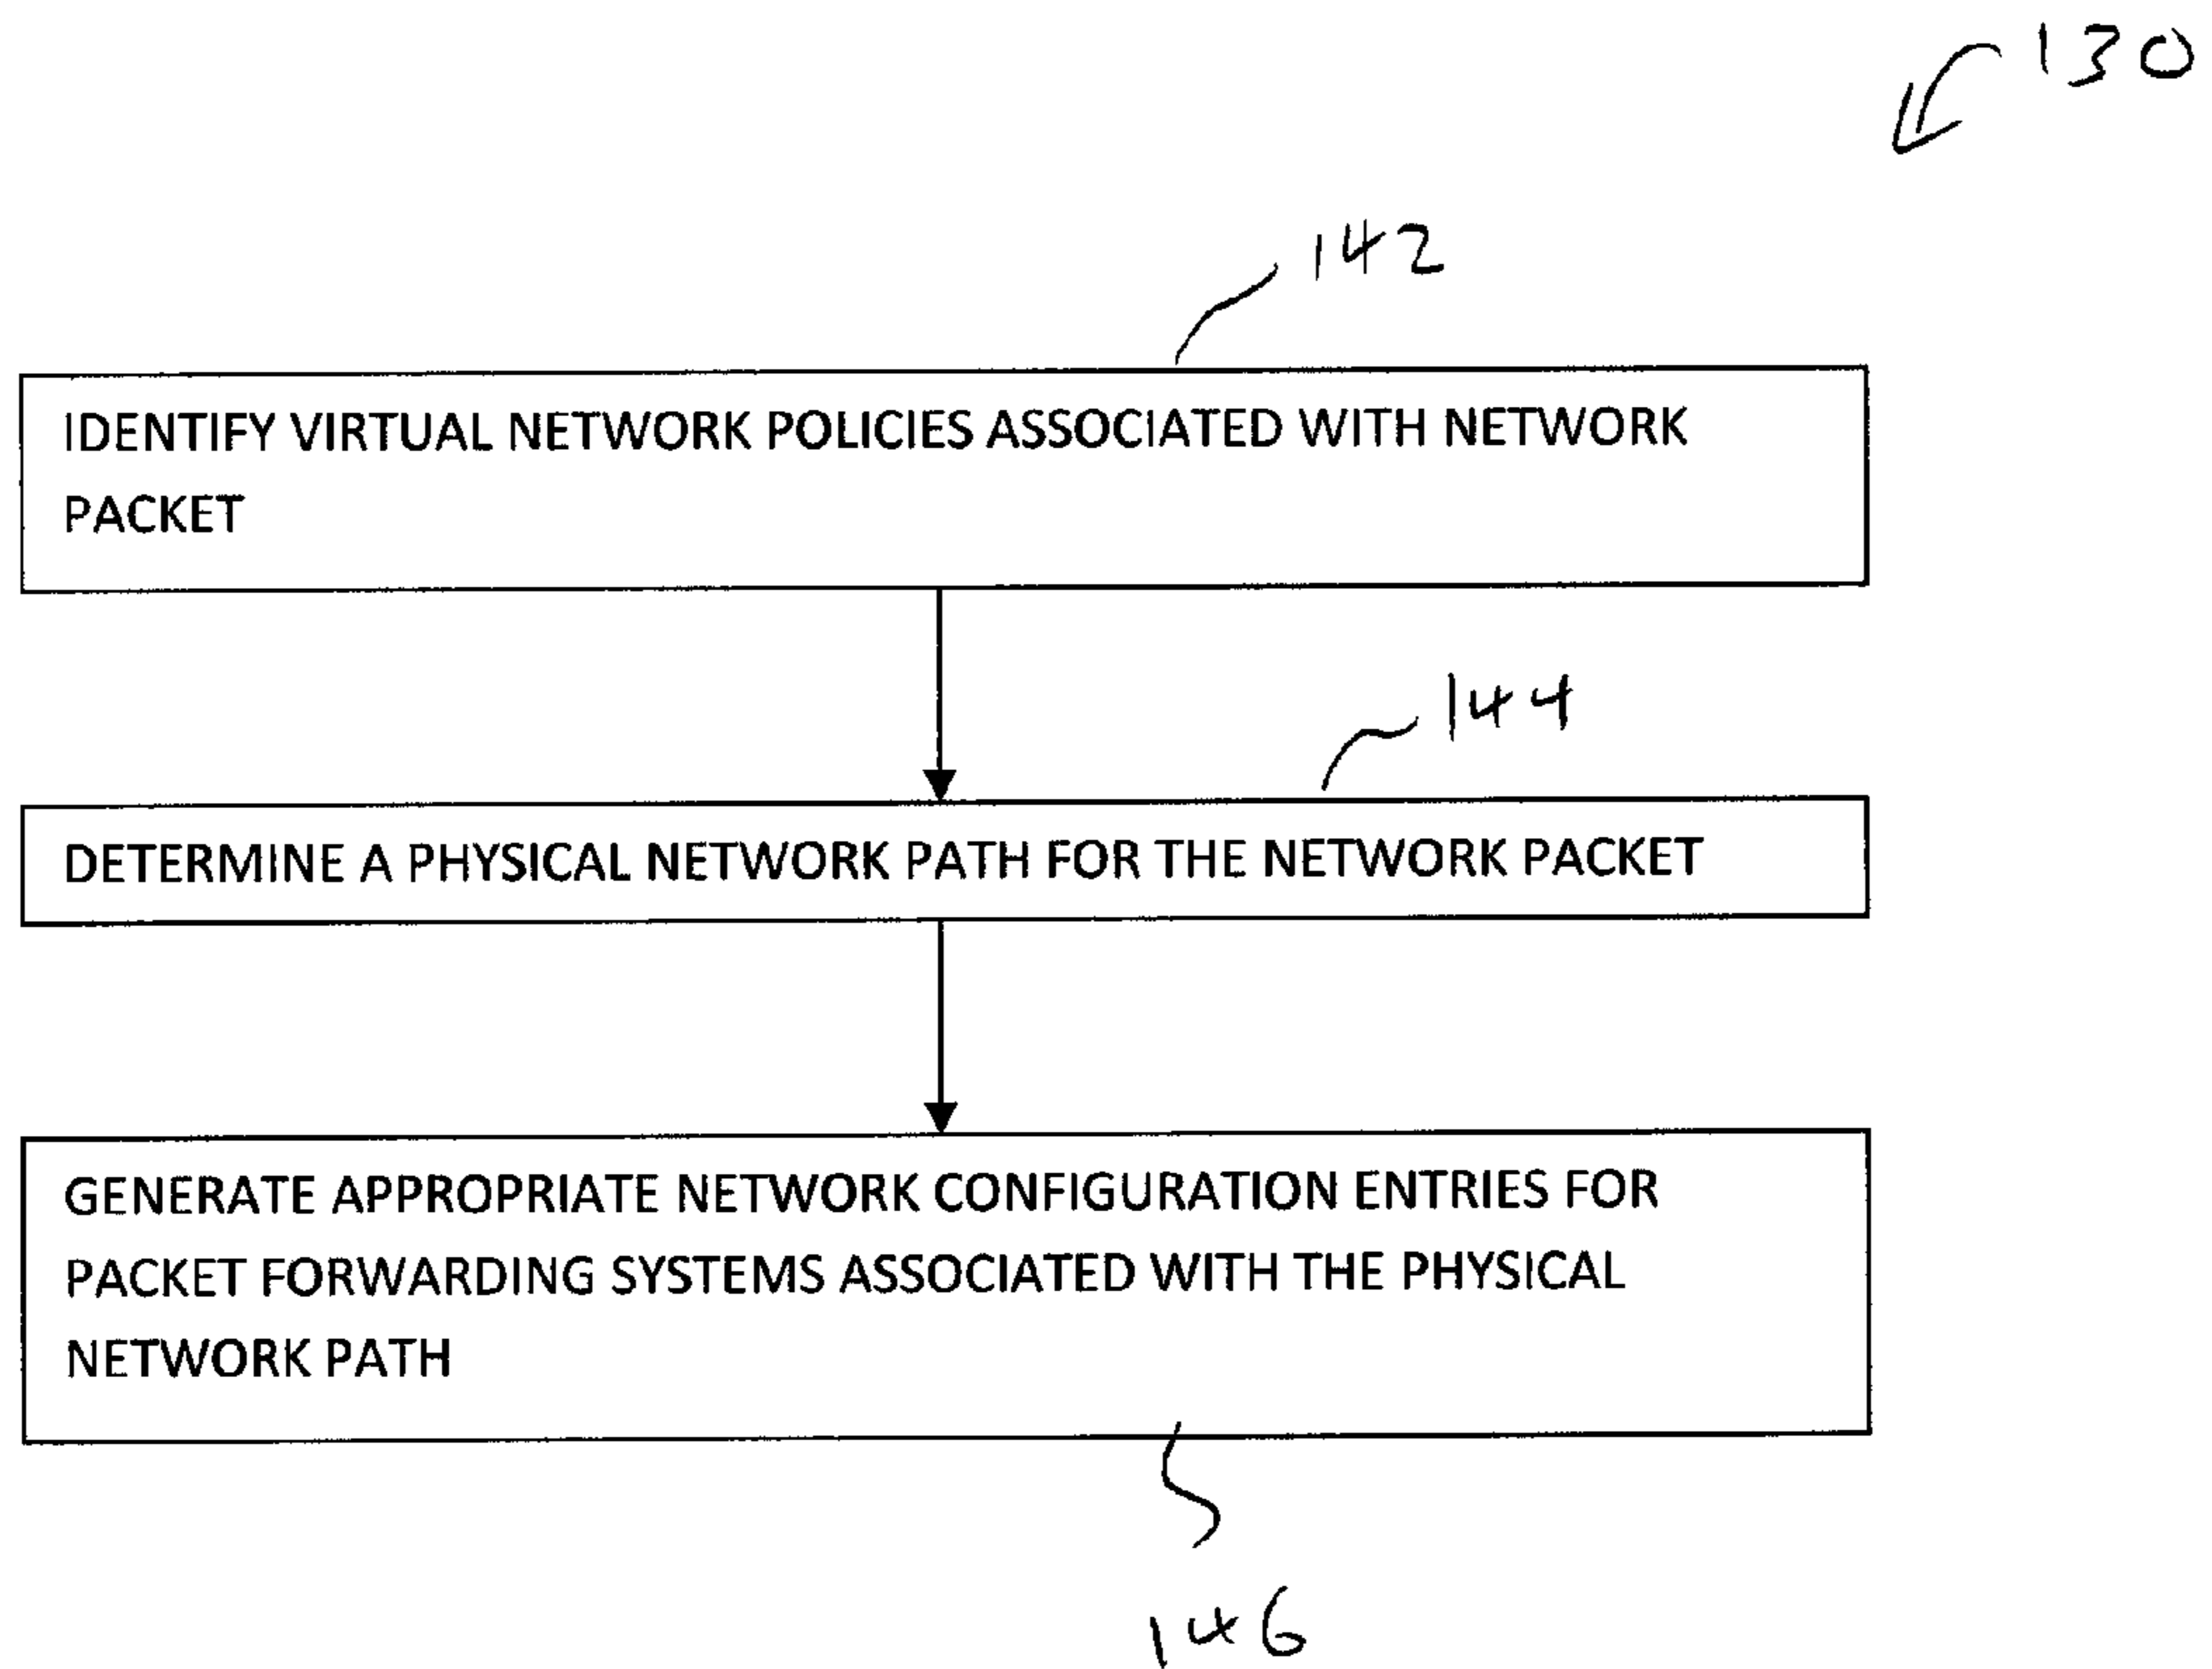 130
142
IDENTIFY VIRTUAL NETWORK POLICIES ASSOCIATED WITH NETWORK
PACKET
144
DETERMINE A PHYSICAL NETWORK PATH FOR THE NETWORK PACKET
GENERATE APPROPRIATE NETWORK CONFIGURATION ENTRIES FOR
PACKET FORWARDING SYSTEMS ASSOCIATED WITH THE PHYSICAL
NETWORK PATH
146